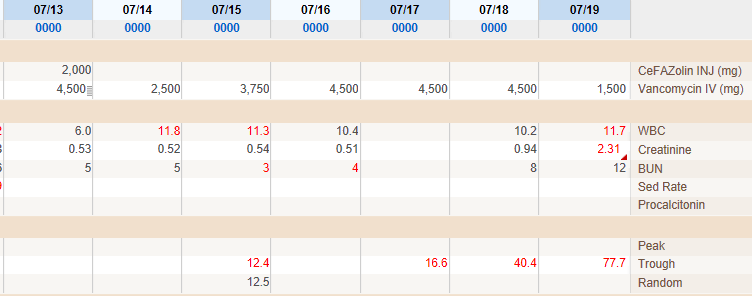 07/13 07/14 07/15 07/16 07/17 07/18 07/19
0000 0000 0000 0000 0000 0000 0000
2,000 CeFAZolin INJ (mg)
4,500 2,500 3,750 4,500 4,500 4,500 1,500 Vancomycin IV (mg)
6.0 11.8 11.3 10.4 10.2 11.7 WBC
0.53 0.52 0.54 0.51 0.94 2.31 Creatinine
5 5 3 4 8 12 BUN
Sed Rate
Procalcitonin
Peak
12.4 16.6 40.4 77.7 Trough
12.5 Random